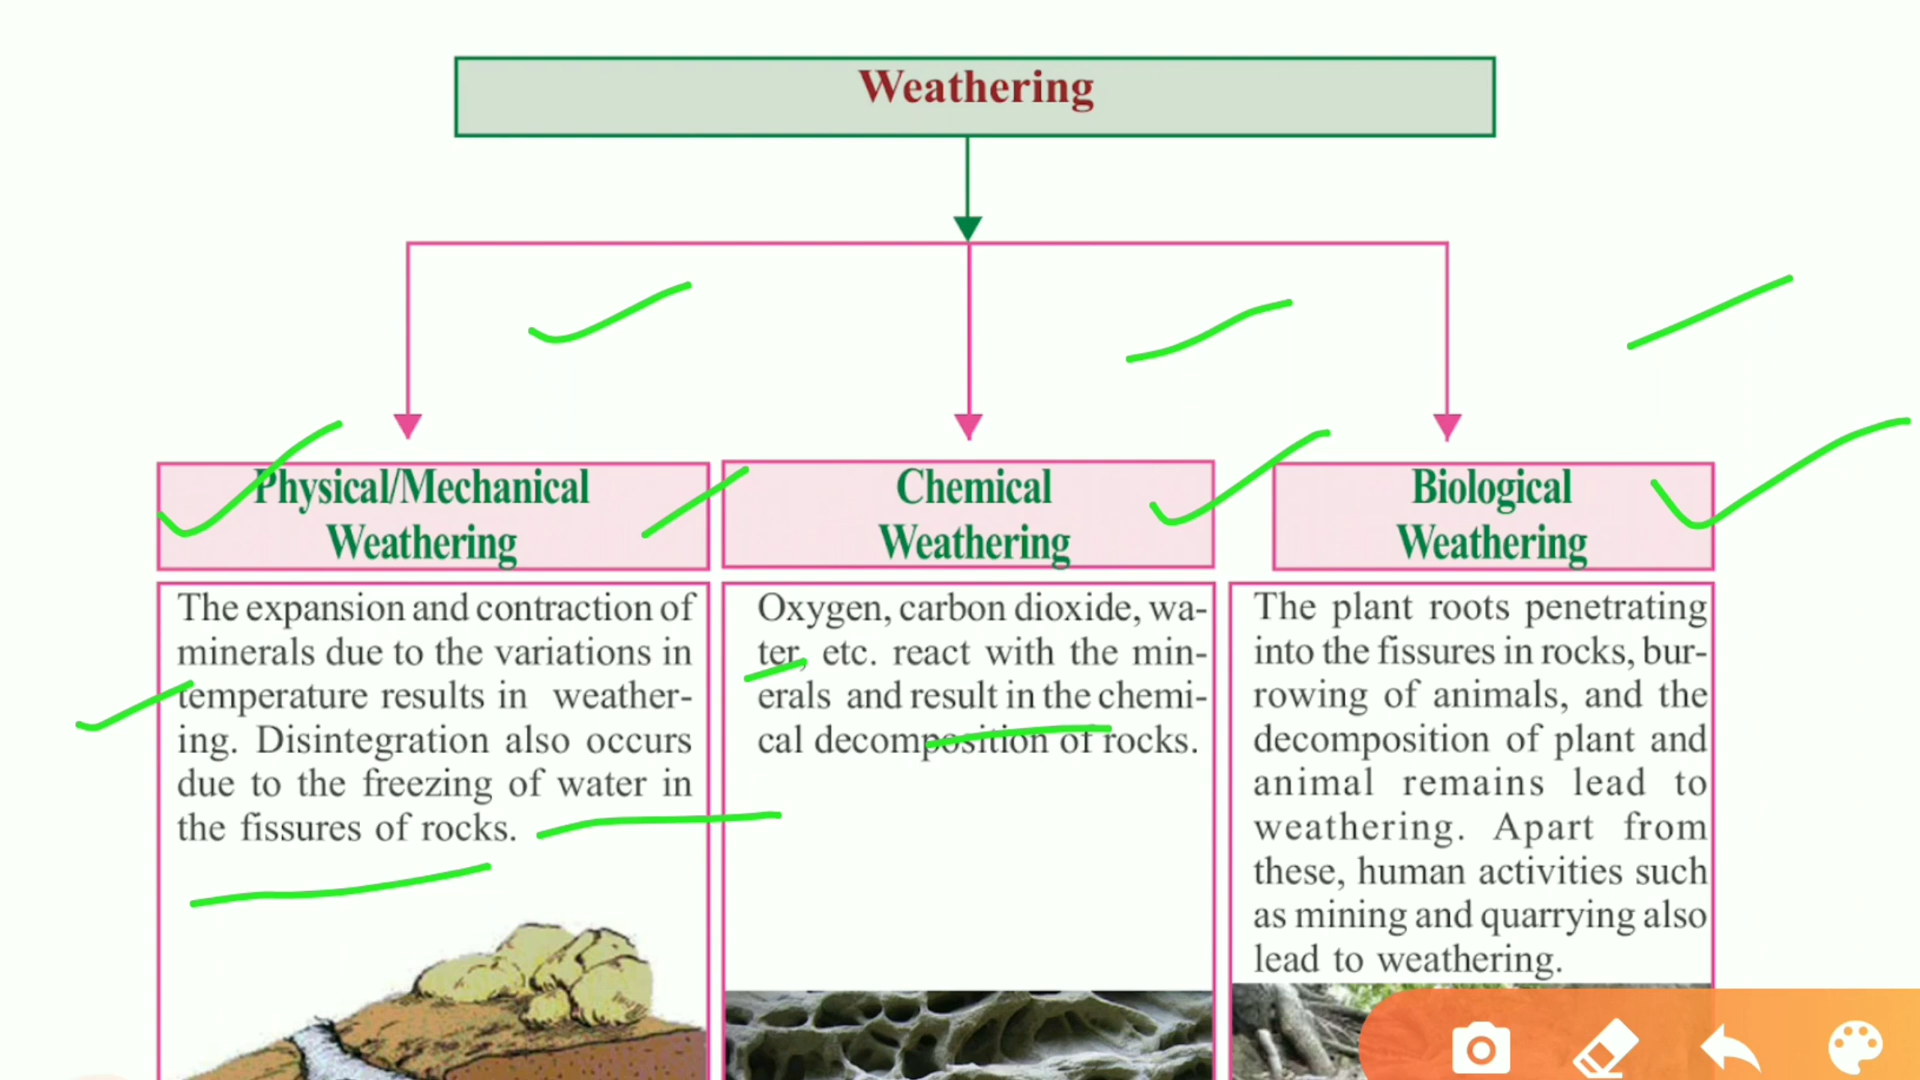 Weathering
Physical/Mechanical
Weathering
The expansion and contraction of
minerals due to the variations in
temperature results in weather-
ing. Disintegration also occurs
due to the freezing of water in
the fissures of rocks.
Chemical
Weathering
Oxygen, carbon dioxide, wa-
ter, etc. react with the min-
erals and result in the chemi-
cal decomposition of rocks.
Biological
Weathering
The plant roots penetrating
into the fissures in rocks, bur-
rowing of animals, and the
decomposition of plant and
animal remains lead to
weathering. Apart from
these, human activities such
as mining and quarrying also
lead to weathering.